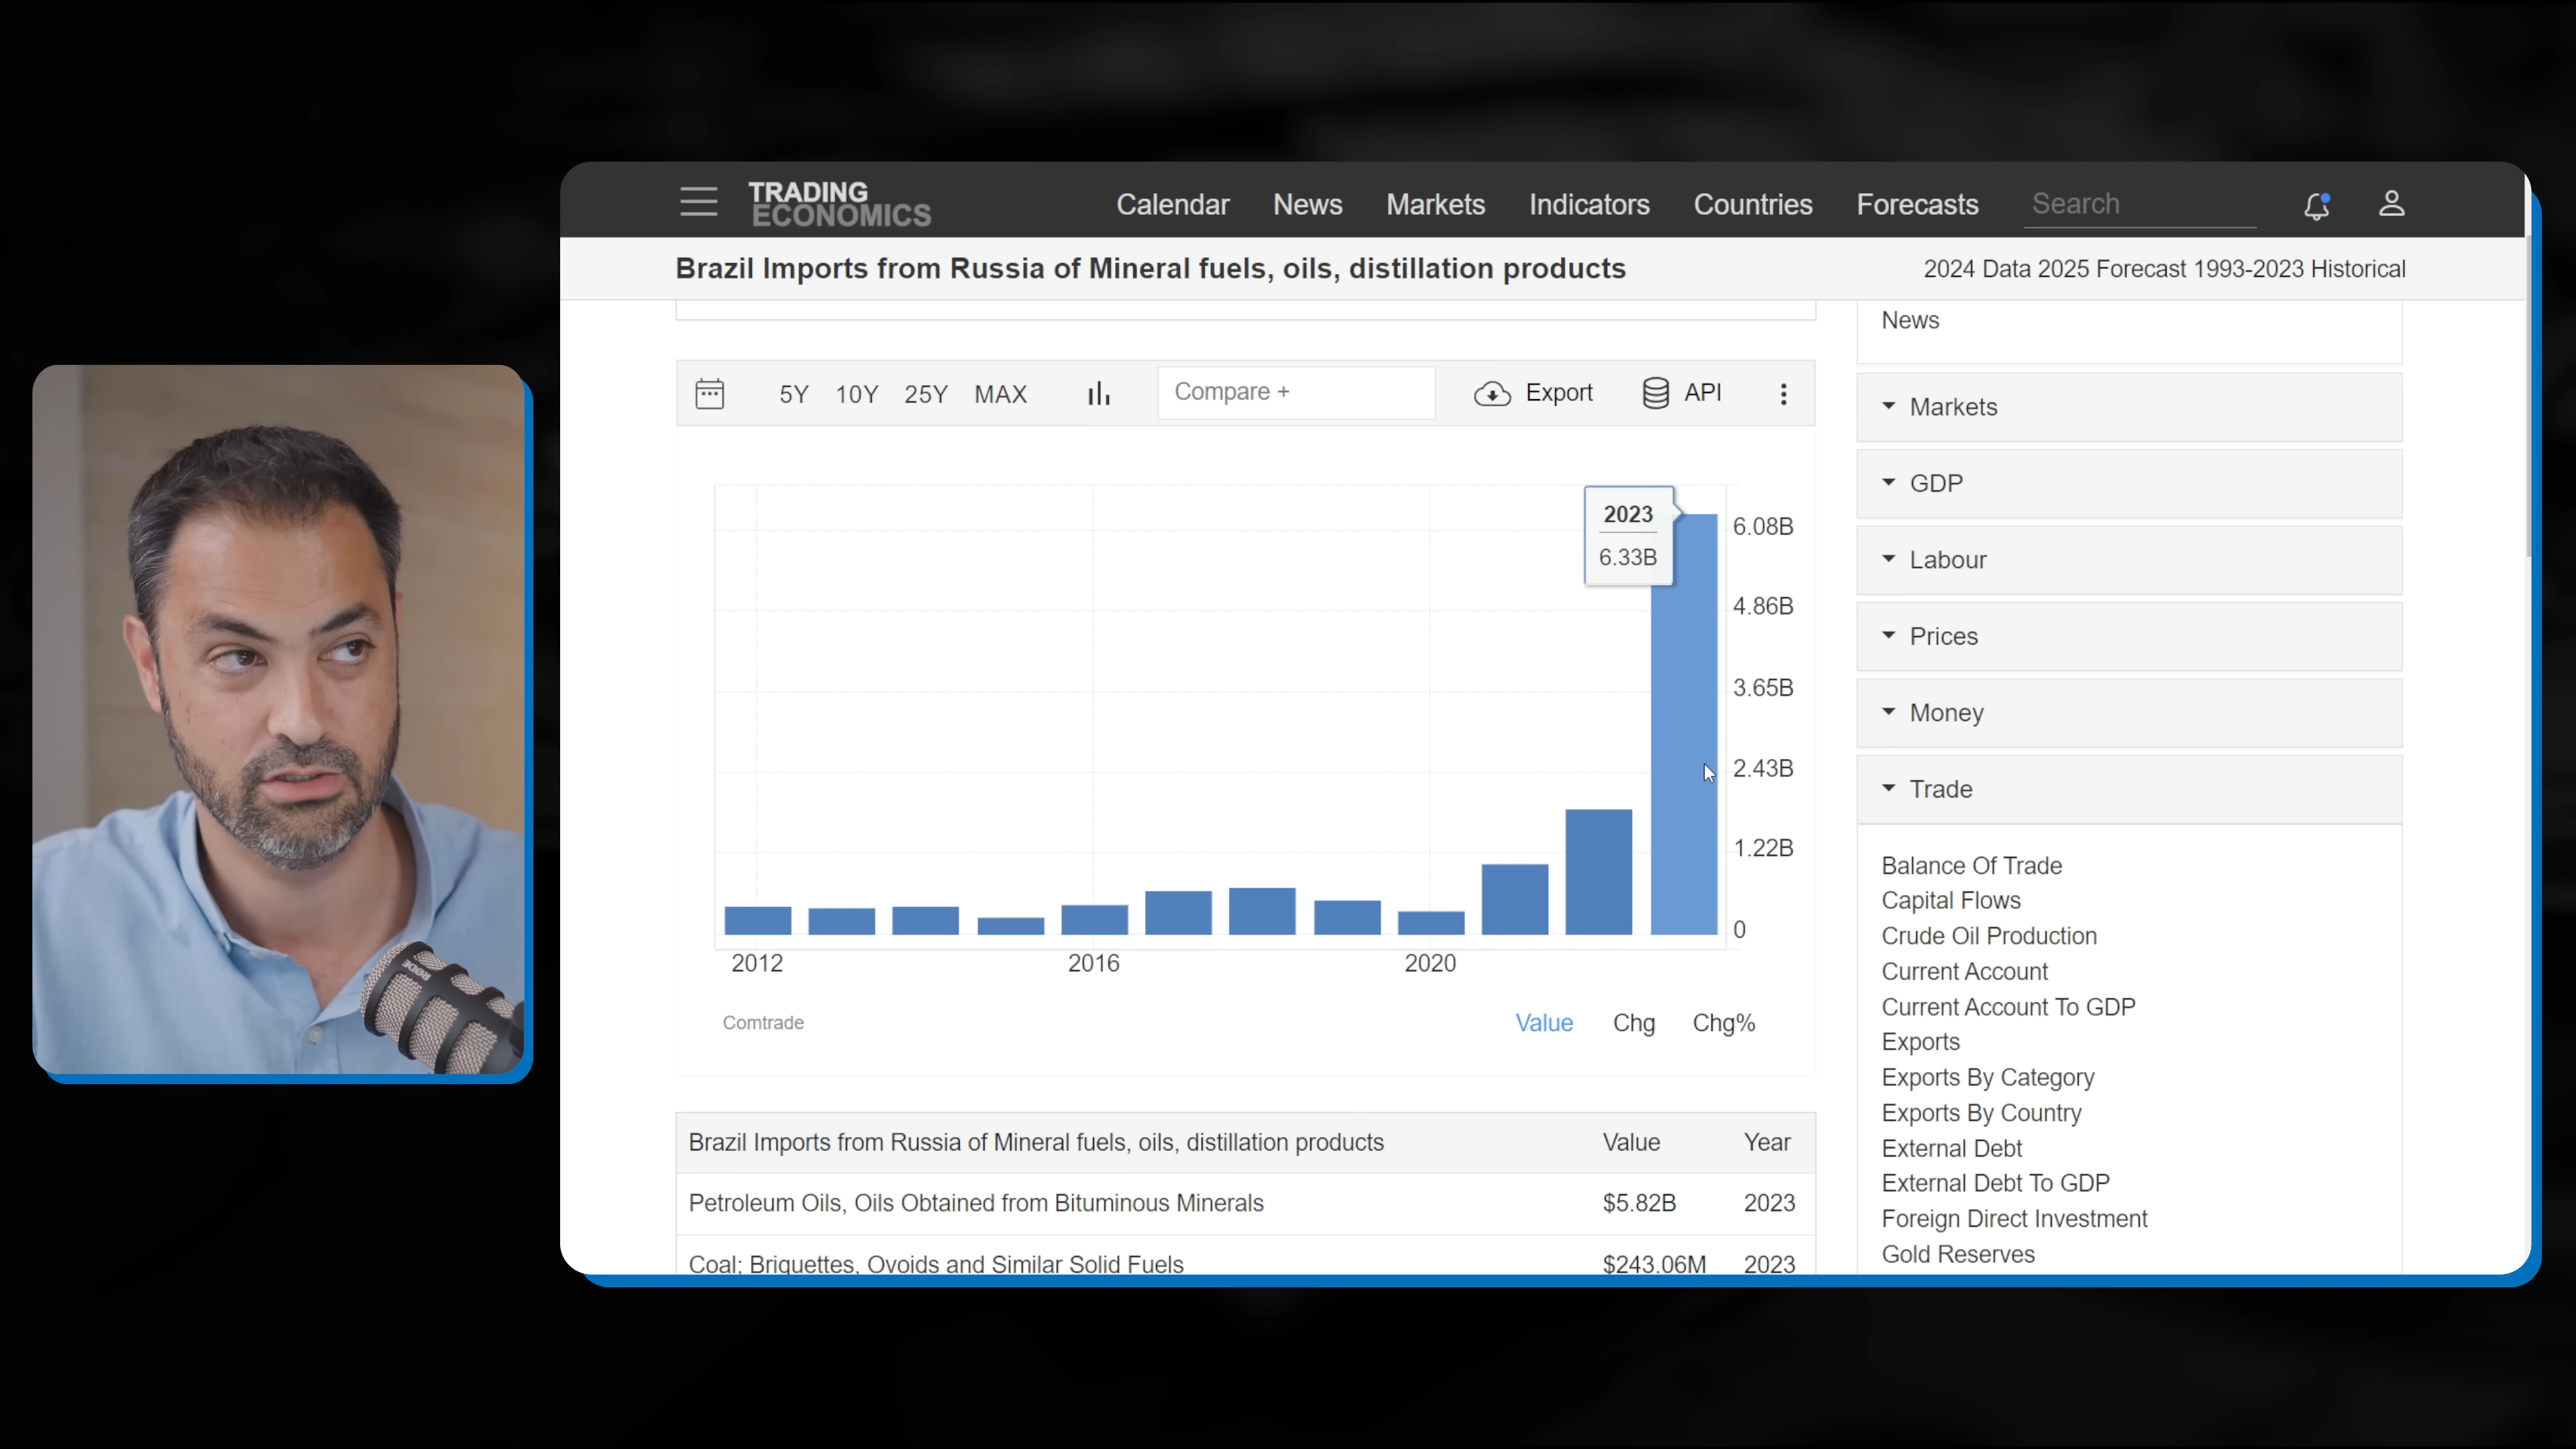 TRADING
ECONOMICS
Calendar News Markets Indicators Countries Forecasts Search
Brazil Imports from Russia of Mineral fuels, oils, distillation products
2024 Data 2025 Forecast 1993-2023 Historical
5Y 10Y 25Y MAX Compare + Export API
2023
6.33B
6.08B
4.86B
3.65B
2.43B
1.22B
0
2012 2016 2020
Comtrade Value Chg Chg%
Brazil Imports from Russia of Mineral fuels, oils, distillation products Value Year
Petroleum Oils, Oils Obtained from Bituminous Minerals $5.82B 2023
Coal; Briquettes, Ovoids and Similar Solid Fuels $243.06M 2023
News
Markets
GDP
Labour
Prices
Money
Trade
Balance Of Trade
Capital Flows
Crude Oil Production
Current Account
Current Account To GDP
Exports
Exports By Category
Exports By Country
External Debt
External Debt To GDP
Foreign Direct Investment
Gold Reserves
RØDE